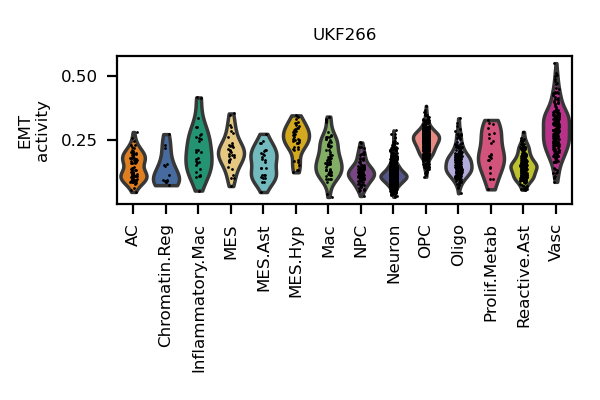 UKF266
EMT
activity
0.50
0.25
AC
Chromatin.Reg
Inflammatory.Mac
MES
MES.Ast
MES.Hyp
Mac
NPC
Neuron
OPC
Oligo
Prolif.Metab
Reactive.Ast
Vasc